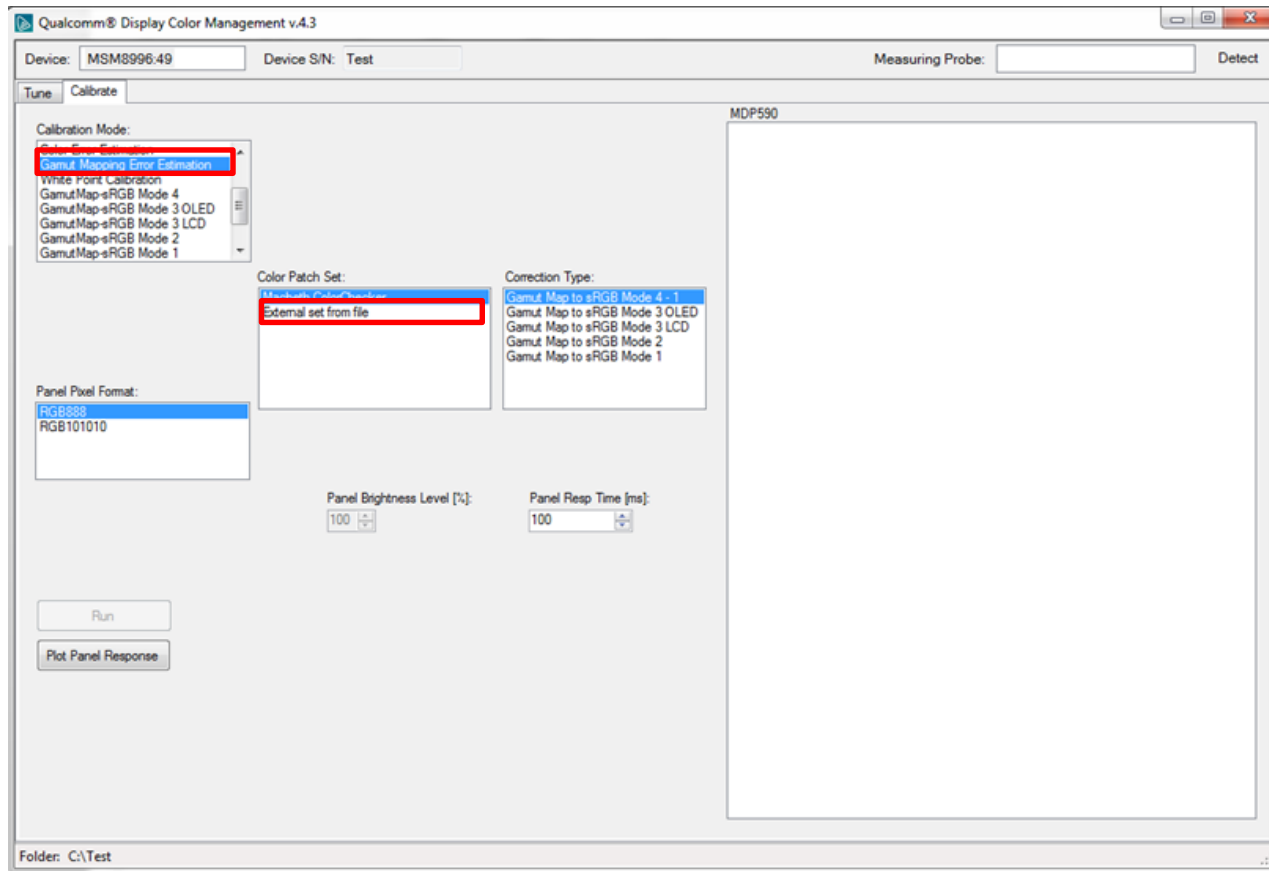 Qualcomm® Display Color Management v.4.3
Device: MSM8996:49 Device S/N: Test Measuring Probe: Detect
Tune Calibrate
MDP590
Calibration Mode:
Color Error Estimation
Gamut Mapping Error Estimation
White Point Calibration
GamutMap-sRGB Mode 4
GamutMap-sRGB Mode 3 OLED
GamutMap-sRGB Mode 3 LCD
GamutMap-sRGB Mode 2
GamutMap-sRGB Mode 1
Color Patch Set:
Macbeth ColorChecker
External set from file
Correction Type:
Gamut Map to sRGB Mode 4 - 1
Gamut Map to sRGB Mode 3 OLED
Gamut Map to sRGB Mode 3 LCD
Gamut Map to sRGB Mode 2
Gamut Map to sRGB Mode 1
Panel Pixel Format:
RGB888
RGB101010
Panel Brightness Level [%]:
100
Panel Resp Time [ms]:
100
Run
Plot Panel Response
Folder: C:\Test